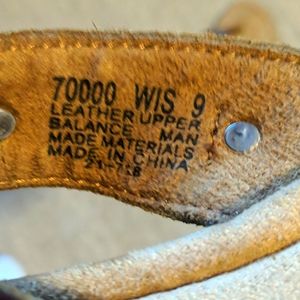 70000 WIS 9
LEATHER UPPER
BALANCE MAN
MADE MATERIALS
MADE IN CHINA